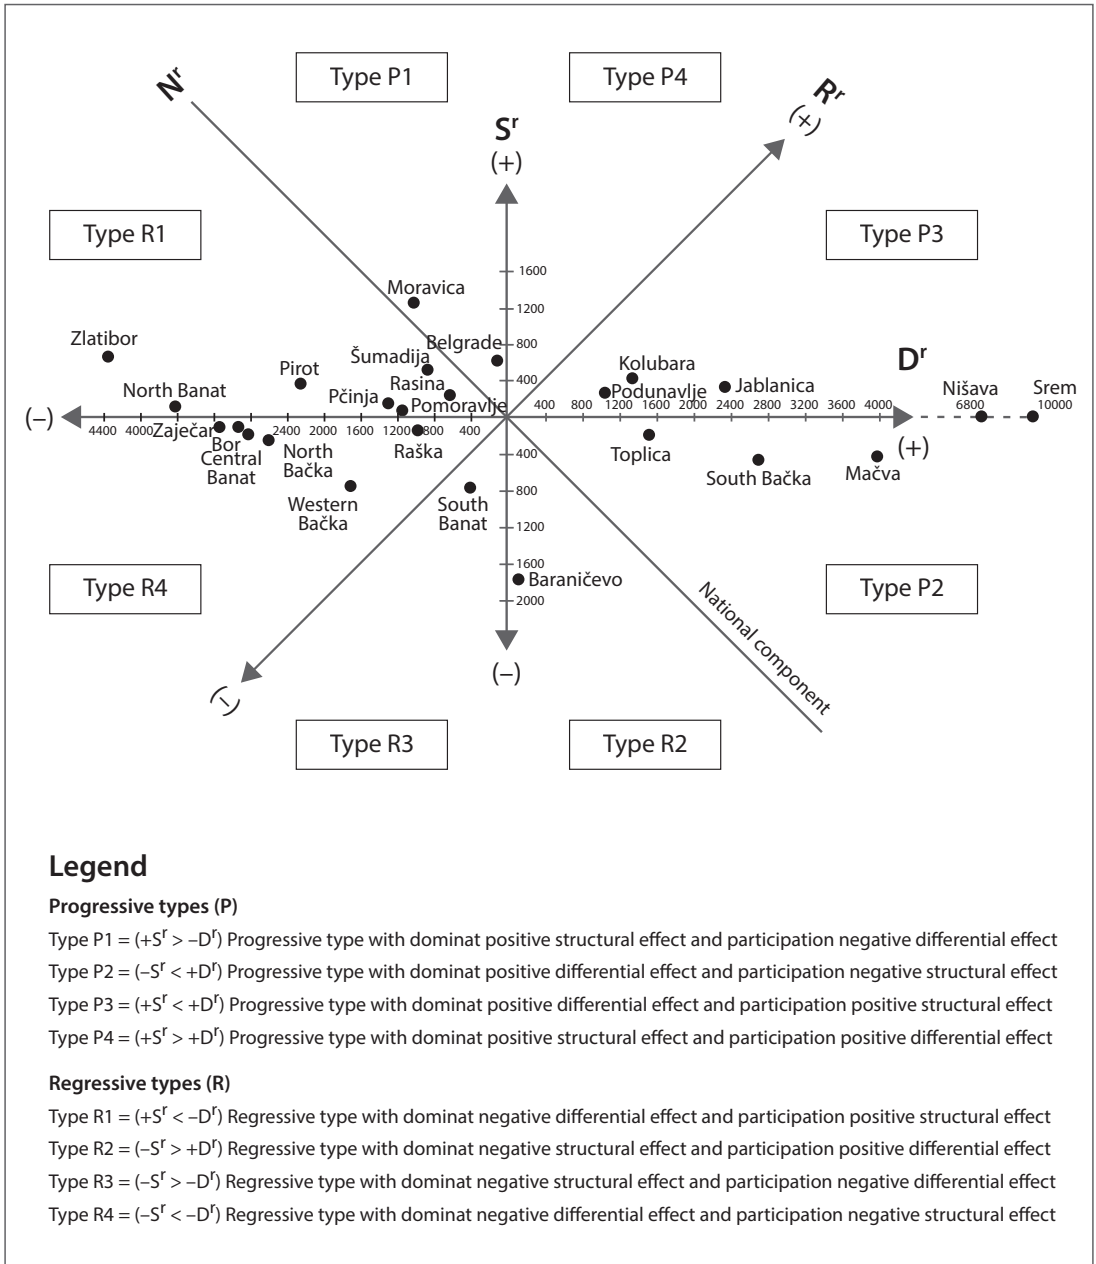 Type P1
Type P4
Nʳ
Rʳ
(+)
Sʳ
(+)
Type R1
Type P3
1600
Moravica
1200
Zlatibor
Belgrade
800
Šumadija
Dʳ
Pirot
Kolubara
North Banat
Rasina
400
Podunavlje
Jablanica
Nišava
Srem
Pčinja
Pomoravlje
(–)
400 800 1200 1600 2000 2400 2800 3200 3600 4000
6800
10000
(+)
4400 4000
2400 2000 1600 1200 800 400
Zaječar
Bor
Central
Banat
North
Bačka
Raška
400
Toplica
South Bačka
Mačva
Western
Bačka
South
Banat
800
1200
1600
Baraničevo
2000
Type R4
Type P2
National component
(–)
(–)
Type R3
Type R2
Legend
Progressive types (P)
Type P1 = (+Sʳ > –Dʳ) Progressive type with dominat positive structural effect and participation negative differential effect
Type P2 = (–Sʳ < +Dʳ) Progressive type with dominat positive differential effect and participation negative structural effect
Type P3 = (+Sʳ < +Dʳ) Progressive type with dominat positive differential effect and participation positive structural effect
Type P4 = (+Sʳ > +Dʳ) Progressive type with dominat positive structural effect and participation positive differential effect
Regressive types (R)
Type R1 = (+Sʳ < –Dʳ) Regressive type with dominat negative differential effect and participation positive structural effect
Type R2 = (–Sʳ > +Dʳ) Regressive type with dominat negative structural effect and participation positive differential effect
Type R3 = (–Sʳ > –Dʳ) Regressive type with dominat negative structural effect and participation negative differential effect
Type R4 = (–Sʳ < –Dʳ) Regressive type with dominat negative differential effect and participation negative structural effect